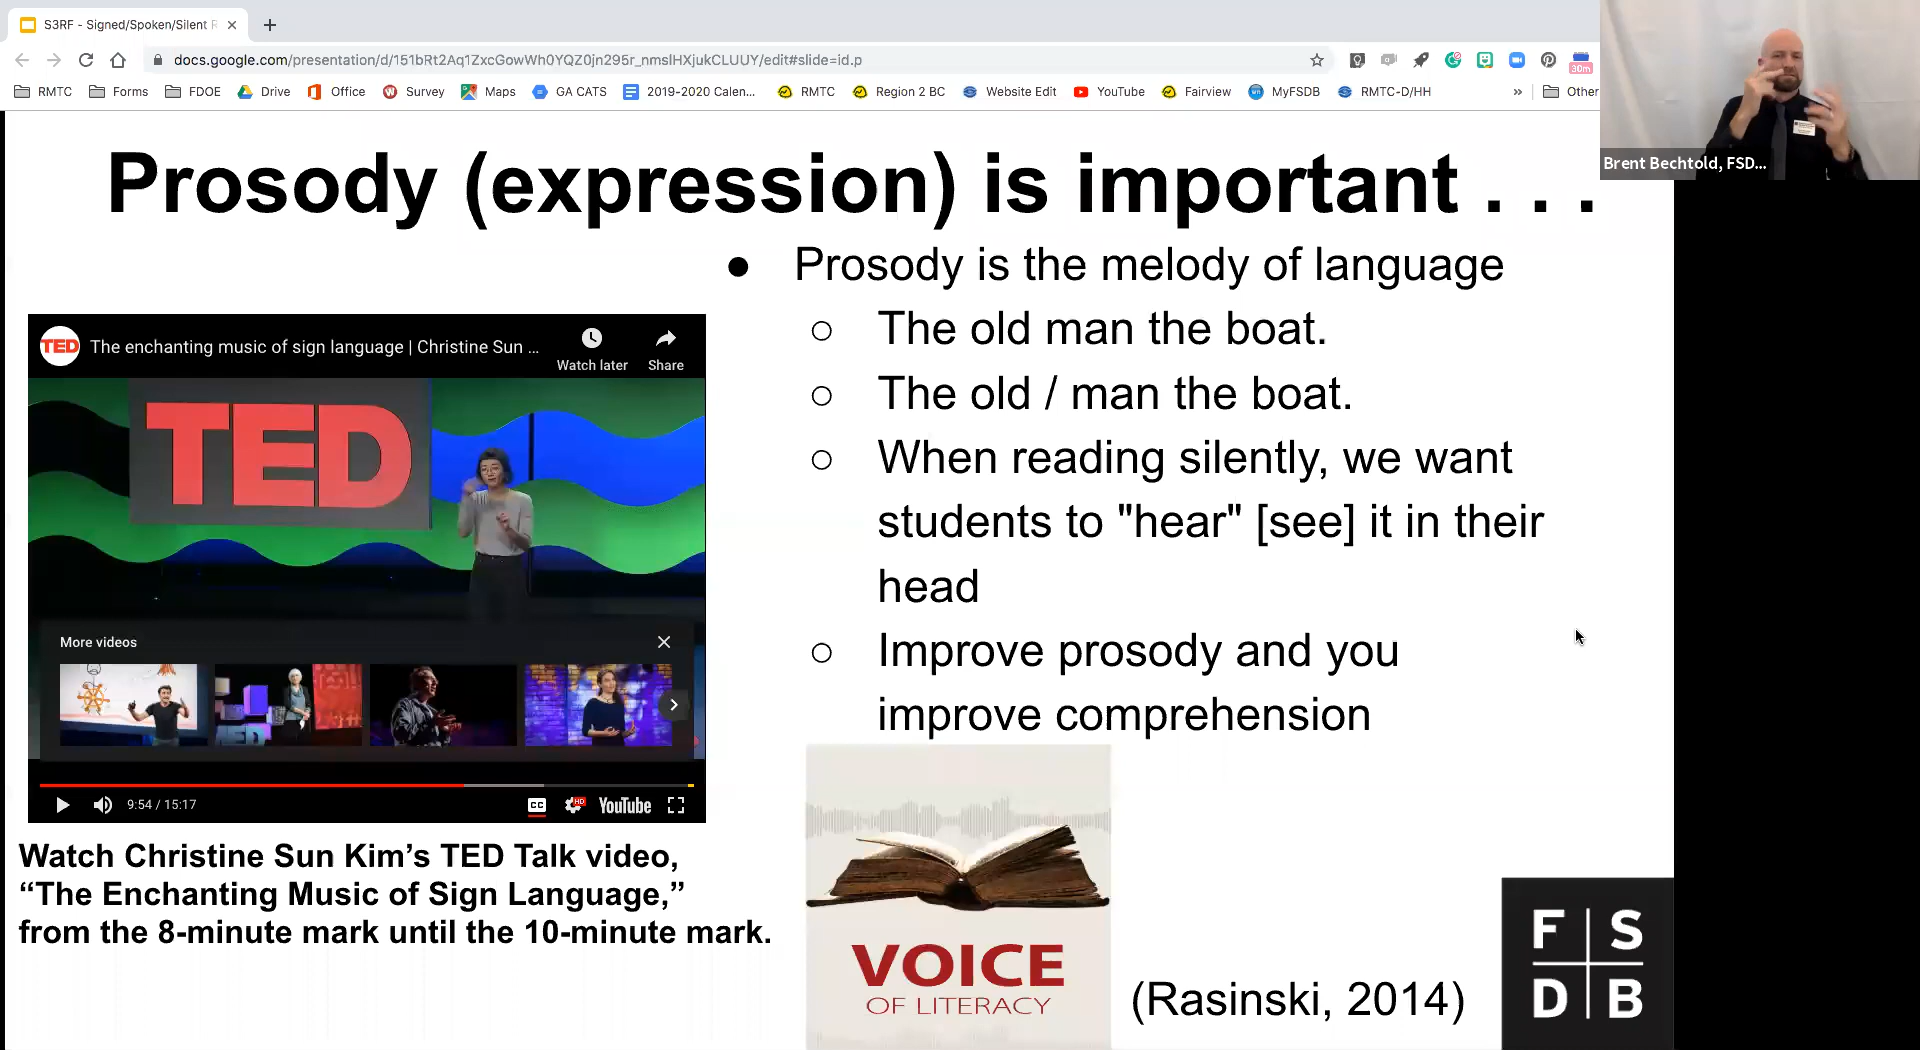 S3RF - Signed/Spoken/Silent R
docs.google.com/presentation/d/151bRt2Aq1ZxcGowWh0YQZ0jn295r_nmslHXjukCLUUY/edit#slide=id.p
30m
RMTC Forms FDOE Drive Office Survey Maps GA CATS 2019-2020 Calen... RMTC Region 2 BC Website Edit YouTube Fairview MyFSDB RMTC-D/HH » Other
Brent Bechtold, FSD...
Prosody (expression) is important . . .
● Prosody is the melody of language
○ The old man the boat.
○ The old / man the boat.
○ When reading silently, we want
students to "hear" [see] it in their
head
○ Improve prosody and you
improve comprehension
TED The enchanting music of sign language | Christine Sun ...
Watch later Share
TED
More videos
9:54 / 15:17
CC HD YouTube
Watch Christine Sun Kim’s TED Talk video,
“The Enchanting Music of Sign Language,”
from the 8-minute mark until the 10-minute mark.
VOICE
OF LITERACY
(Rasinski, 2014)
F S
D B